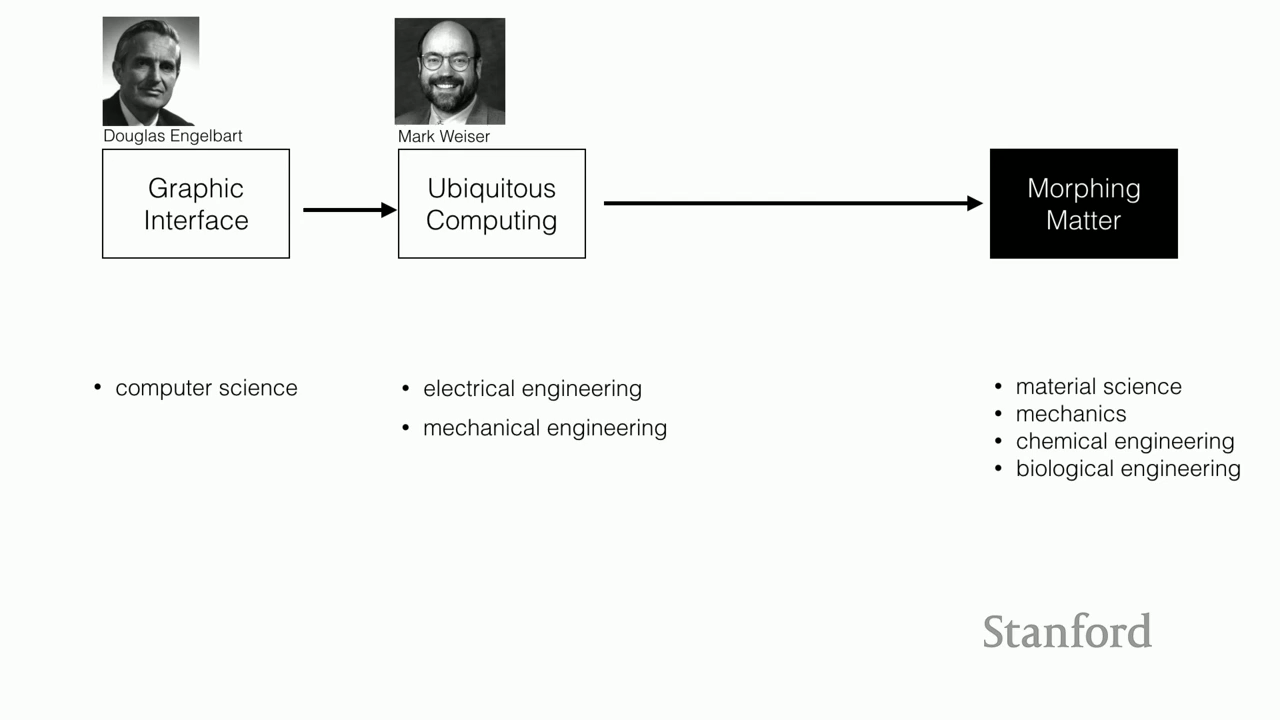 Douglas Engelbart
Mark Weiser
Graphic
Interface
Ubiquitous
Computing
Morphing
Matter
• computer science
• electrical engineering
• mechanical engineering
• material science
• mechanics
• chemical engineering
• biological engineering
Stanford